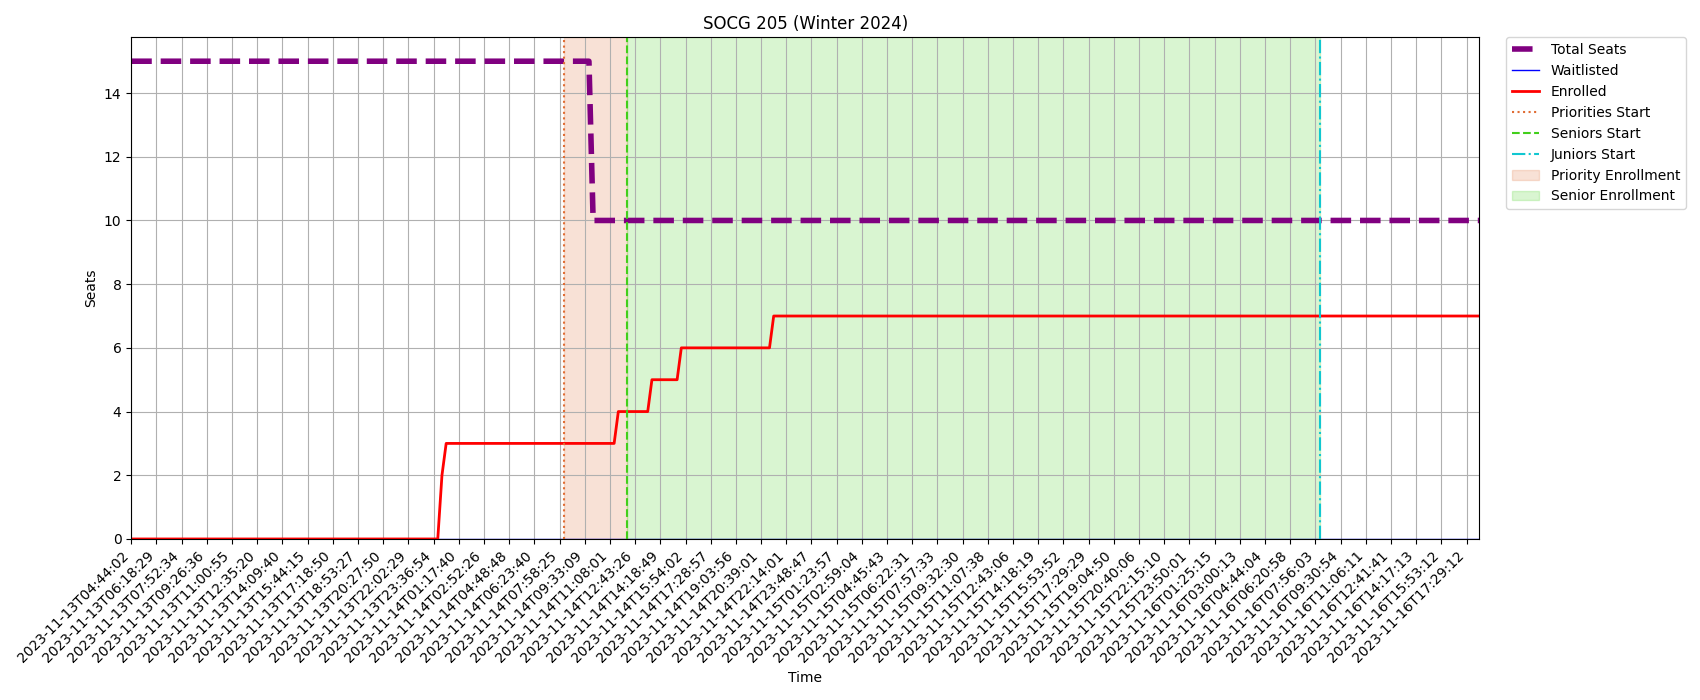 SOCG 205 (Winter 2024)
Total Seats
Waitlisted
Enrolled
Priorities Start
Seniors Start
Juniors Start
Priority Enrollment
Senior Enrollment
Seats
14
12
10
8
6
4
2
0
2023-11-13T04:44:02
2023-11-13T06:18:29
2023-11-13T07:52:34
2023-11-13T09:26:36
2023-11-13T11:00:55
2023-11-13T12:35:20
2023-11-13T14:09:40
2023-11-13T15:44:15
2023-11-13T17:18:50
2023-11-13T18:53:27
2023-11-13T20:27:50
2023-11-13T22:02:29
2023-11-13T23:36:54
2023-11-14T01:17:40
2023-11-14T02:52:26
2023-11-14T04:48:48
2023-11-14T06:23:40
2023-11-14T07:58:25
2023-11-14T09:33:09
2023-11-14T11:08:01
2023-11-14T12:43:26
2023-11-14T14:18:49
2023-11-14T15:54:02
2023-11-14T17:28:57
2023-11-14T19:03:56
2023-11-14T20:39:01
2023-11-14T22:14:01
2023-11-14T23:48:47
2023-11-15T01:23:57
2023-11-15T02:59:04
2023-11-15T04:45:43
2023-11-15T06:22:31
2023-11-15T07:57:33
2023-11-15T09:32:30
2023-11-15T11:07:38
2023-11-15T12:43:06
2023-11-15T14:18:19
2023-11-15T15:53:52
2023-11-15T17:29:29
2023-11-15T19:04:50
2023-11-15T20:40:06
2023-11-15T22:15:10
2023-11-15T23:50:01
2023-11-16T01:25:15
2023-11-16T03:00:13
2023-11-16T04:44:04
2023-11-16T06:20:58
2023-11-16T07:56:03
2023-11-16T09:30:54
2023-11-16T11:06:11
2023-11-16T12:41:41
2023-11-16T14:17:13
2023-11-16T15:53:12
2023-11-16T17:29:12
Time